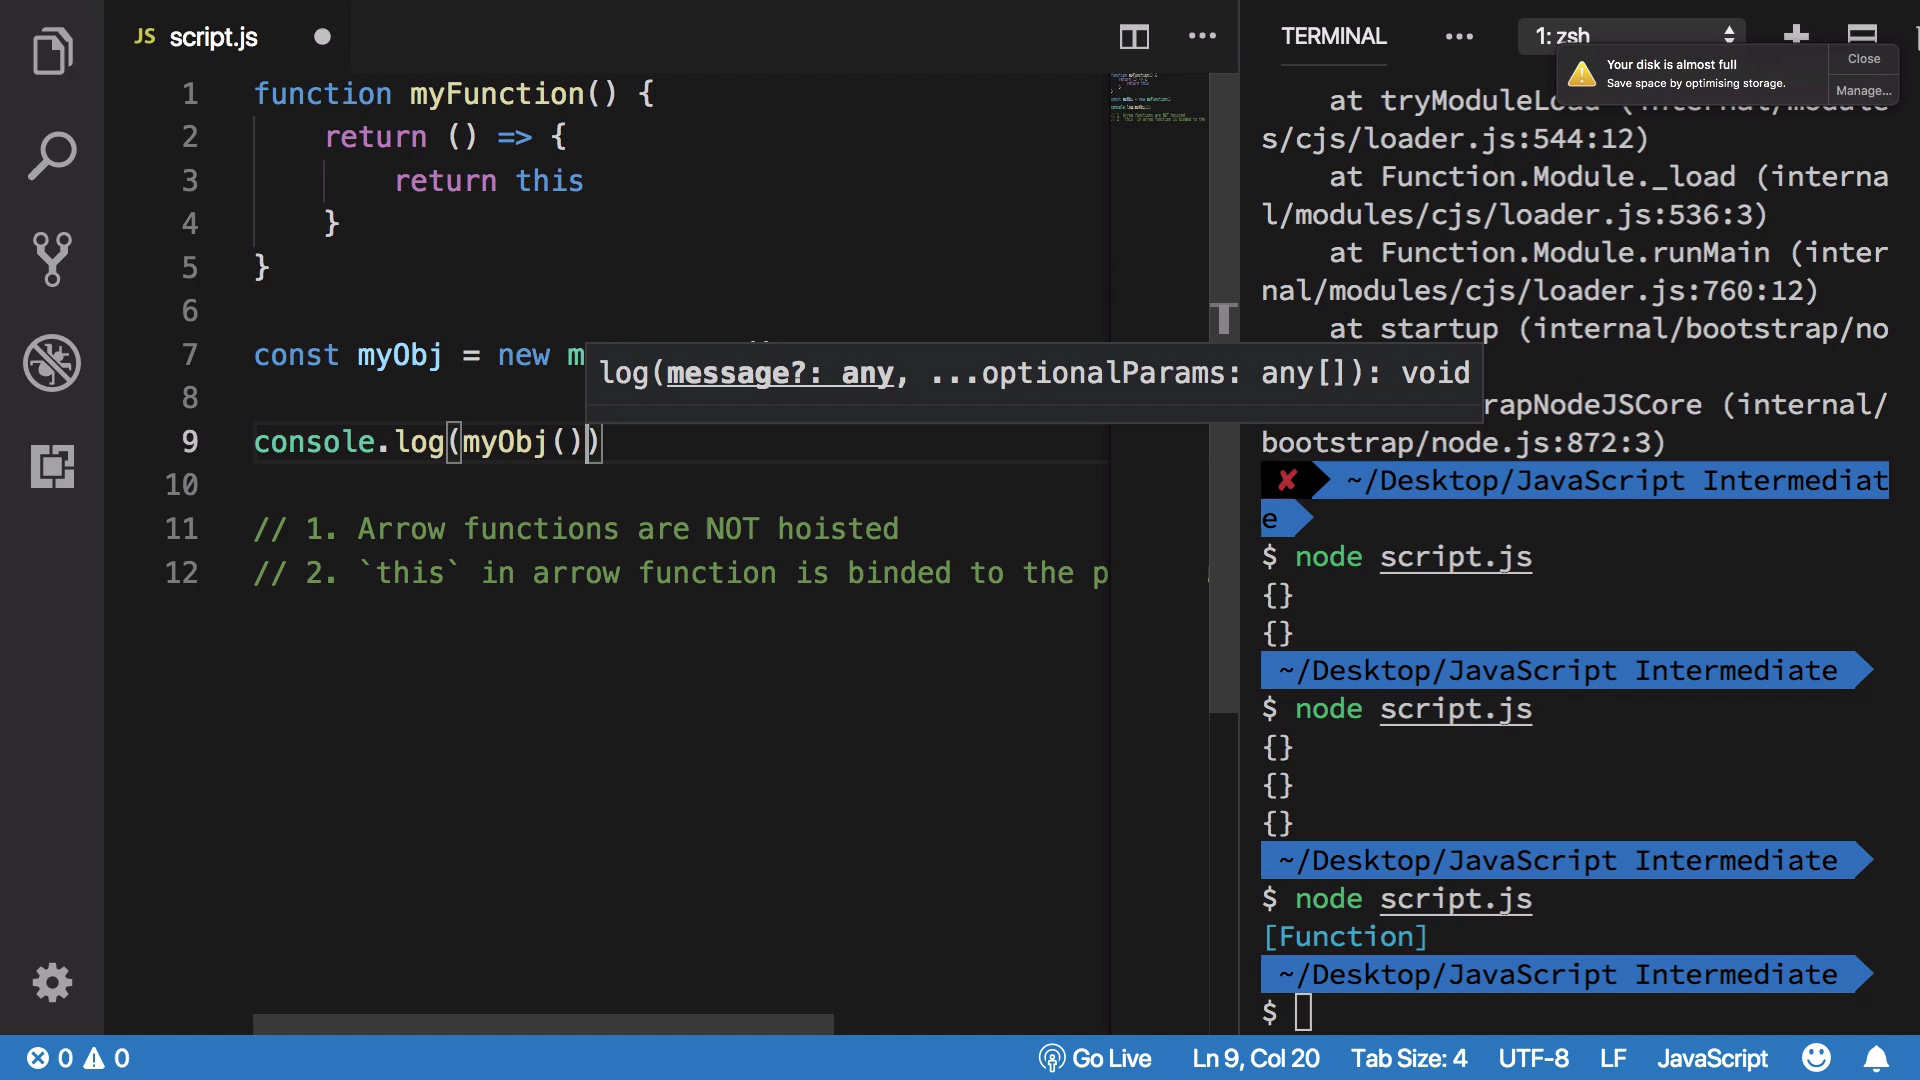 JS script.js
1 function myFunction() {
2 return () => {
3 return this
4 }
5 }
6
7 const myObj = new m
8
9 console.log(myObj())
10
11 // 1. Arrow functions are NOT hoisted
12 // 2. `this` in arrow function is binded to the p
log(message?: any, ...optionalParams: any[]): void
TERMINAL
1: zsh
Your disk is almost full
Save space by optimising storage.
Close
Manage...
at tryModuleLoad (internal/module
s/cjs/loader.js:544:12)
at Function.Module._load (interna
l/modules/cjs/loader.js:536:3)
at Function.Module.runMain (inter
nal/modules/cjs/loader.js:760:12)
at startup (internal/bootstrap/no
rapNodeJSCore (internal/
bootstrap/node.js:872:3)
✘ ~/Desktop/JavaScript Intermediat
e
$ node script.js
{}
{}
~/Desktop/JavaScript Intermediate
$ node script.js
{}
{}
{}
~/Desktop/JavaScript Intermediate
$ node script.js
[Function]
~/Desktop/JavaScript Intermediate
$
0 0
Go Live
Ln 9, Col 20
Tab Size: 4
UTF-8
LF
JavaScript